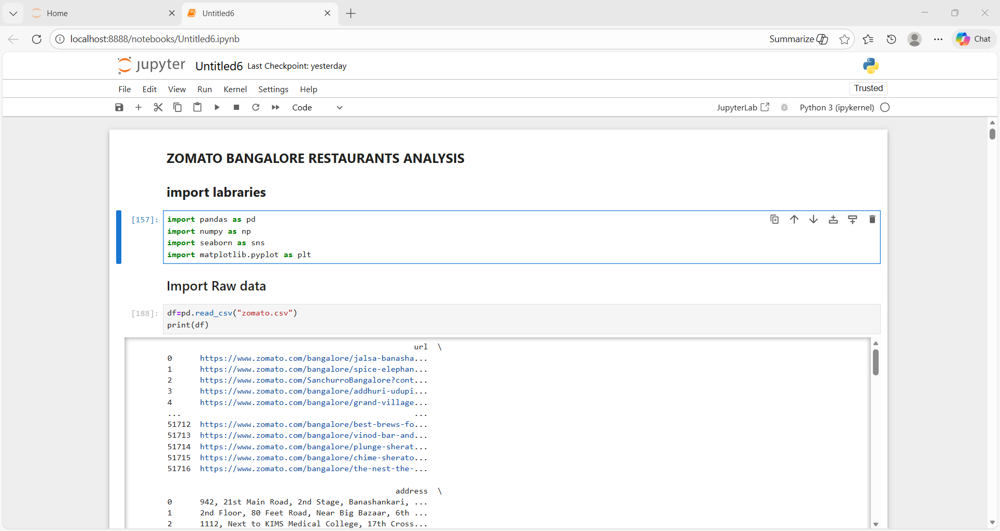 Home
Untitled6
localhost:8888/notebooks/Untitled6.ipynb
Summarize
Chat
jupyter Untitled6 Last Checkpoint: yesterday
File Edit View Run Kernel Settings Help
Trusted
Code
JupyterLab
Python 3 (ipykernel)
ZOMATO BANGALORE RESTAURANTS ANALYSIS
import labraries
[157]: import pandas as pd
import numpy as np
import seaborn as sns
import matplotlib.pyplot as plt
Import Raw data
[188]: df=pd.read_csv("zomato.csv")
print(df)
url \
0 https://www.zomato.com/bangalore/jalsa-banasha...
1 https://www.zomato.com/bangalore/spice-elephan...
2 https://www.zomato.com/SanchurroBangalore?cont...
3 https://www.zomato.com/bangalore/addhuri-udupi...
4 https://www.zomato.com/bangalore/grand-village...
... ...
51712 https://www.zomato.com/bangalore/best-brews-fo...
51713 https://www.zomato.com/bangalore/vinod-bar-and...
51714 https://www.zomato.com/bangalore/plunge-sherat...
51715 https://www.zomato.com/bangalore/chime-sherato...
51716 https://www.zomato.com/bangalore/the-nest-the-...
address \
0 942, 21st Main Road, 2nd Stage, Banashankari, ...
1 2nd Floor, 80 Feet Road, Near Big Bazaar, 6th ...
2 1112, Next to KIMS Medical College, 17th Cross...